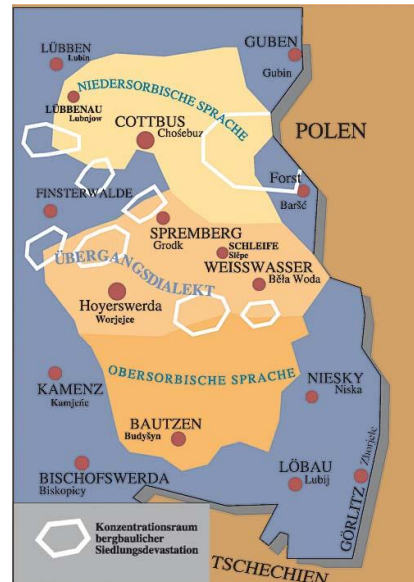 LÜBBEN
Lubin
GUBEN
Gubin
NIEDERSORBISCHE SPRACHE
LÜBBENAU
Lubnjow
COTTBUS
Chośebuz
POLEN
Forst
Baršć
FINSTERWALDE
SPREMBERG
Grodk
SCHLEIFE
Slěpe
WEISSWASSER
Běła Woda
ÜBERGANGSDIALEKT
Hoyerswerda
Worjejce
OBERSORBISCHE SPRACHE
KAMENZ
Kamjeńc
NIESKY
Niska
BAUTZEN
Budyšyn
BISCHOFSWERDA
Biskopicy
LÖBAU
Lubij
GÖRLITZ
Zhorjelc
Konzentrationsraum
bergbaulicher
Siedlungsdevastation
TSCHECHIEN